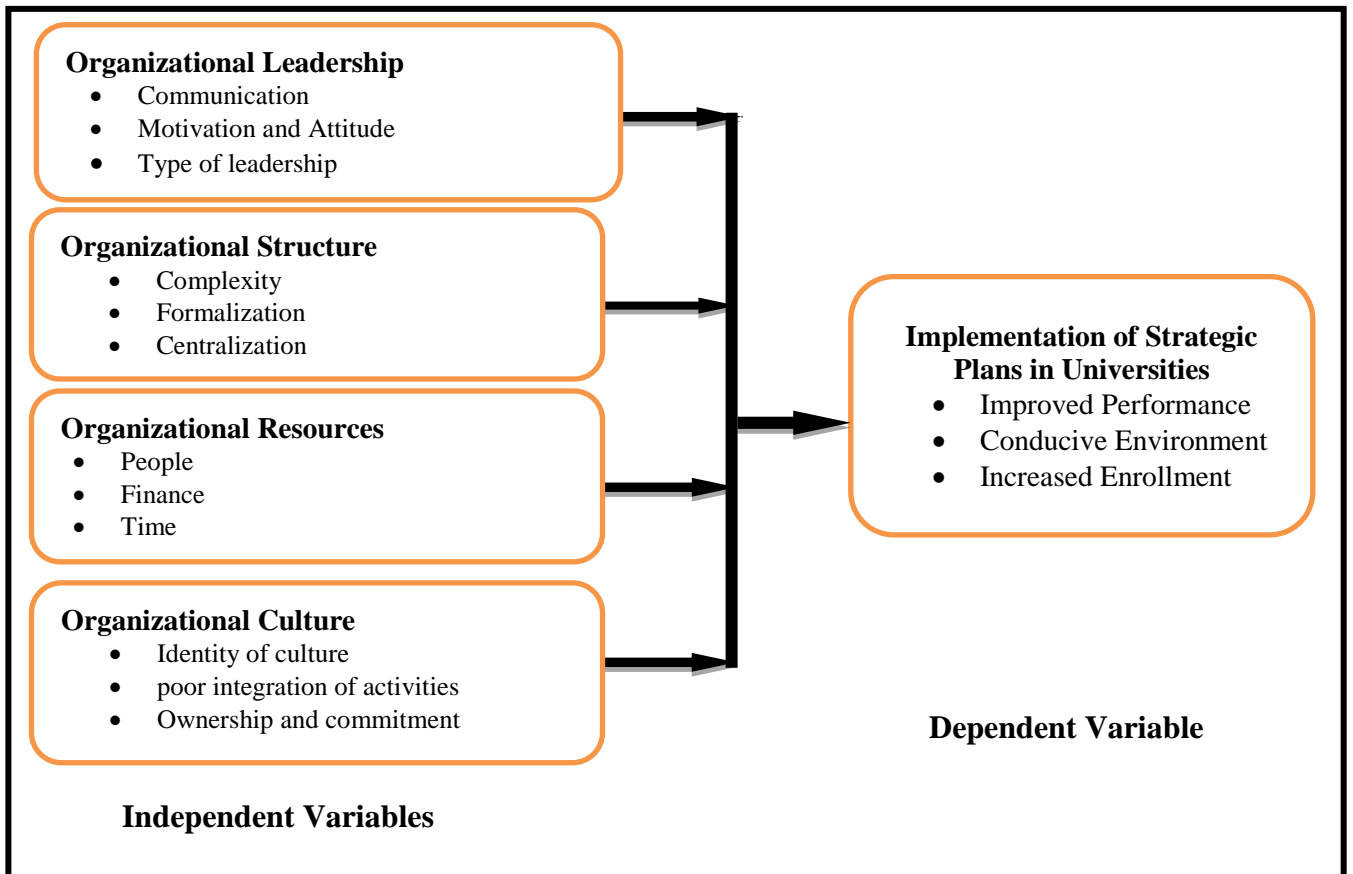 Organizational Leadership
• Communication
• Motivation and Attitude
• Type of leadership
Organizational Structure
• Complexity
• Formalization
• Centralization
Organizational Resources
• People
• Finance
• Time
Organizational Culture
• Identity of culture
• poor integration of activities
• Ownership and commitment
Independent Variables
Implementation of Strategic
Plans in Universities
• Improved Performance
• Conducive Environment
• Increased Enrollment
Dependent Variable